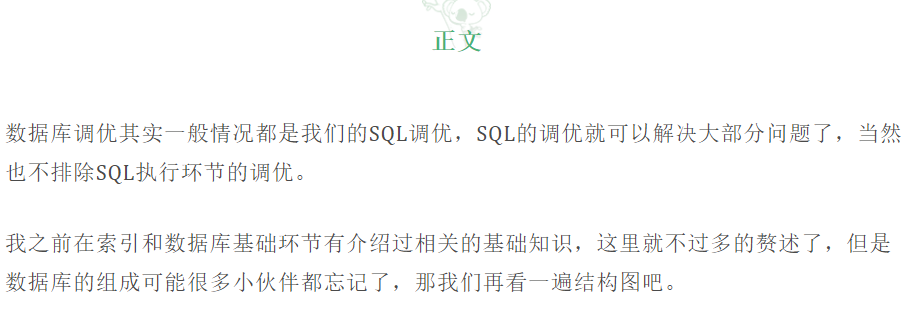 正文
数据库调优其实一般情况都是我们的SQL调优，SQL的调优就可以解决大部分问题了，当然
也不排除SQL执行环节的调优。
我之前在索引和数据库基础环节有介绍过相关的基础知识，这里就不过多的赘述了，但是
数据库的组成可能很多小伙伴都忘记了，那我们再看一遍结构图吧。